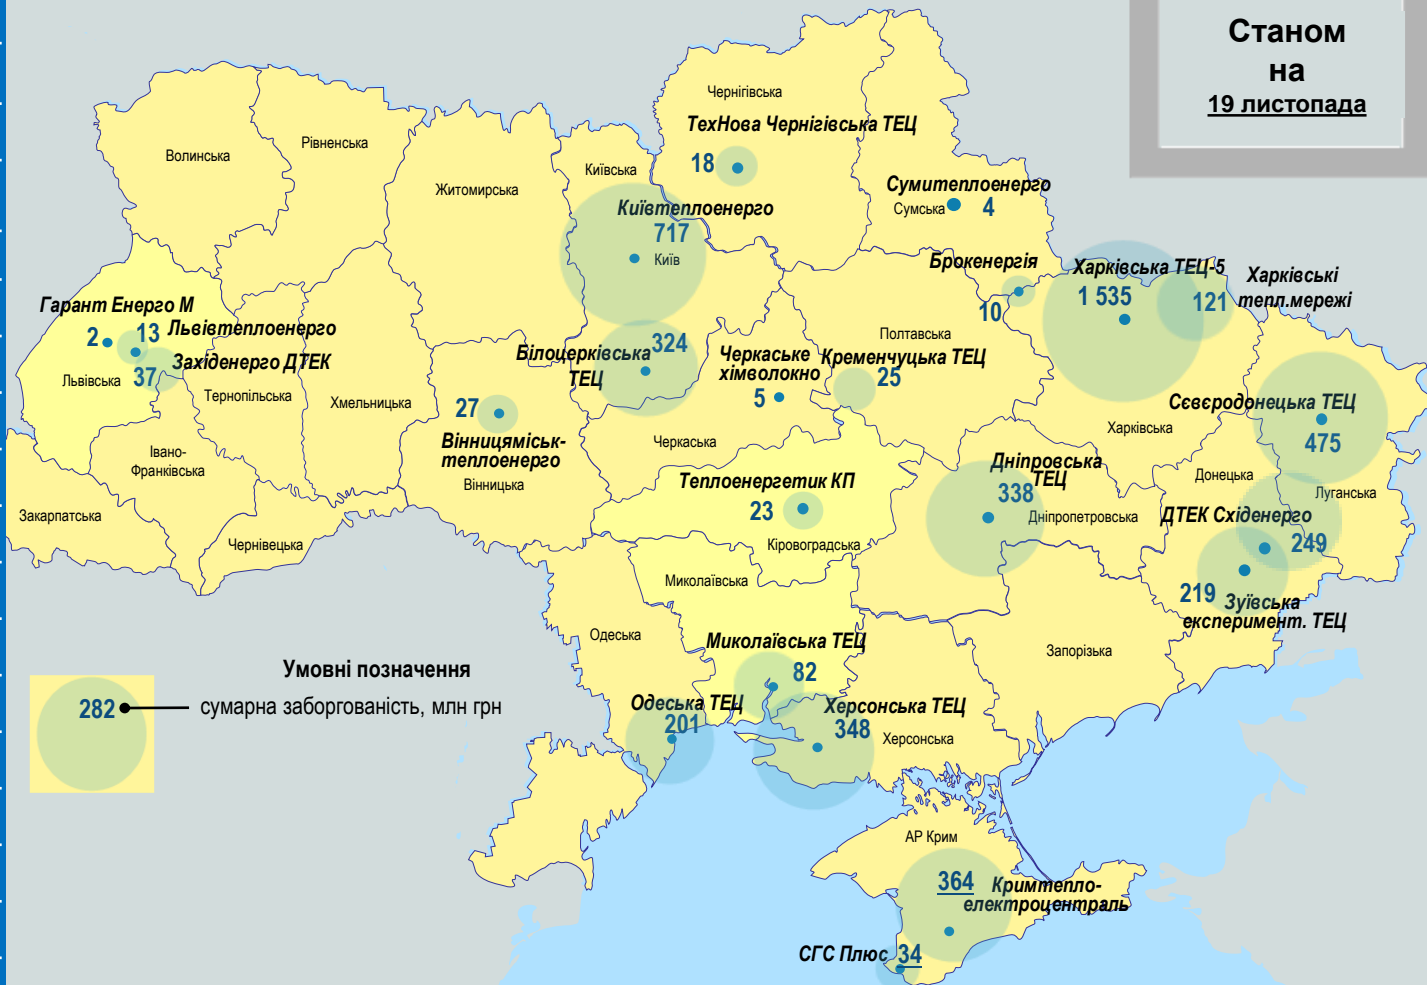 Станом
на
19 листопада
Чернігівська
ТехНова Чернігівська ТЕЦ
18
Волинська
Рівненська
Житомирська
Київська
Київтеплоенерго
717
Київ
Сумитеплоенерго
Сумська
4
Брокенергія
10
Харківська ТЕЦ-5
1 535
121
Харківські
тепл.мережі
Гарант Енерго М
2
13
Львівтеплоенерго
Західенерго ДТЕК
37
Львівська
Тернопільська
Хмельницька
Білоцерківська
ТЕЦ
324
Черкаське
хімволокно
5
Полтавська
Кременчуцька ТЕЦ
25
27
Вінницяміськ-
теплоенерго
Вінницька
Черкаська
Сєвєродонецька ТЕЦ
475
Харківська
Івано-
Франківська
Закарпатська
Чернівецька
Теплоенергетик КП
23
Кіровоградська
Дніпровська
ТЕЦ
338
Дніпропетровська
Донецька
Луганська
ДТЕК Східенерго
249
219
Зуївська
експеримент. ТЕЦ
Миколаївська
Одеська
Миколаївська ТЕЦ
82
Запорізька
Одеська ТЕЦ
201
Херсонська ТЕЦ
348
Херсонська
Умовні позначення
282
сумарна заборгованість, млн грн
АР Крим
364
Кримтепло-
електроцентраль
СГС Плюс
34